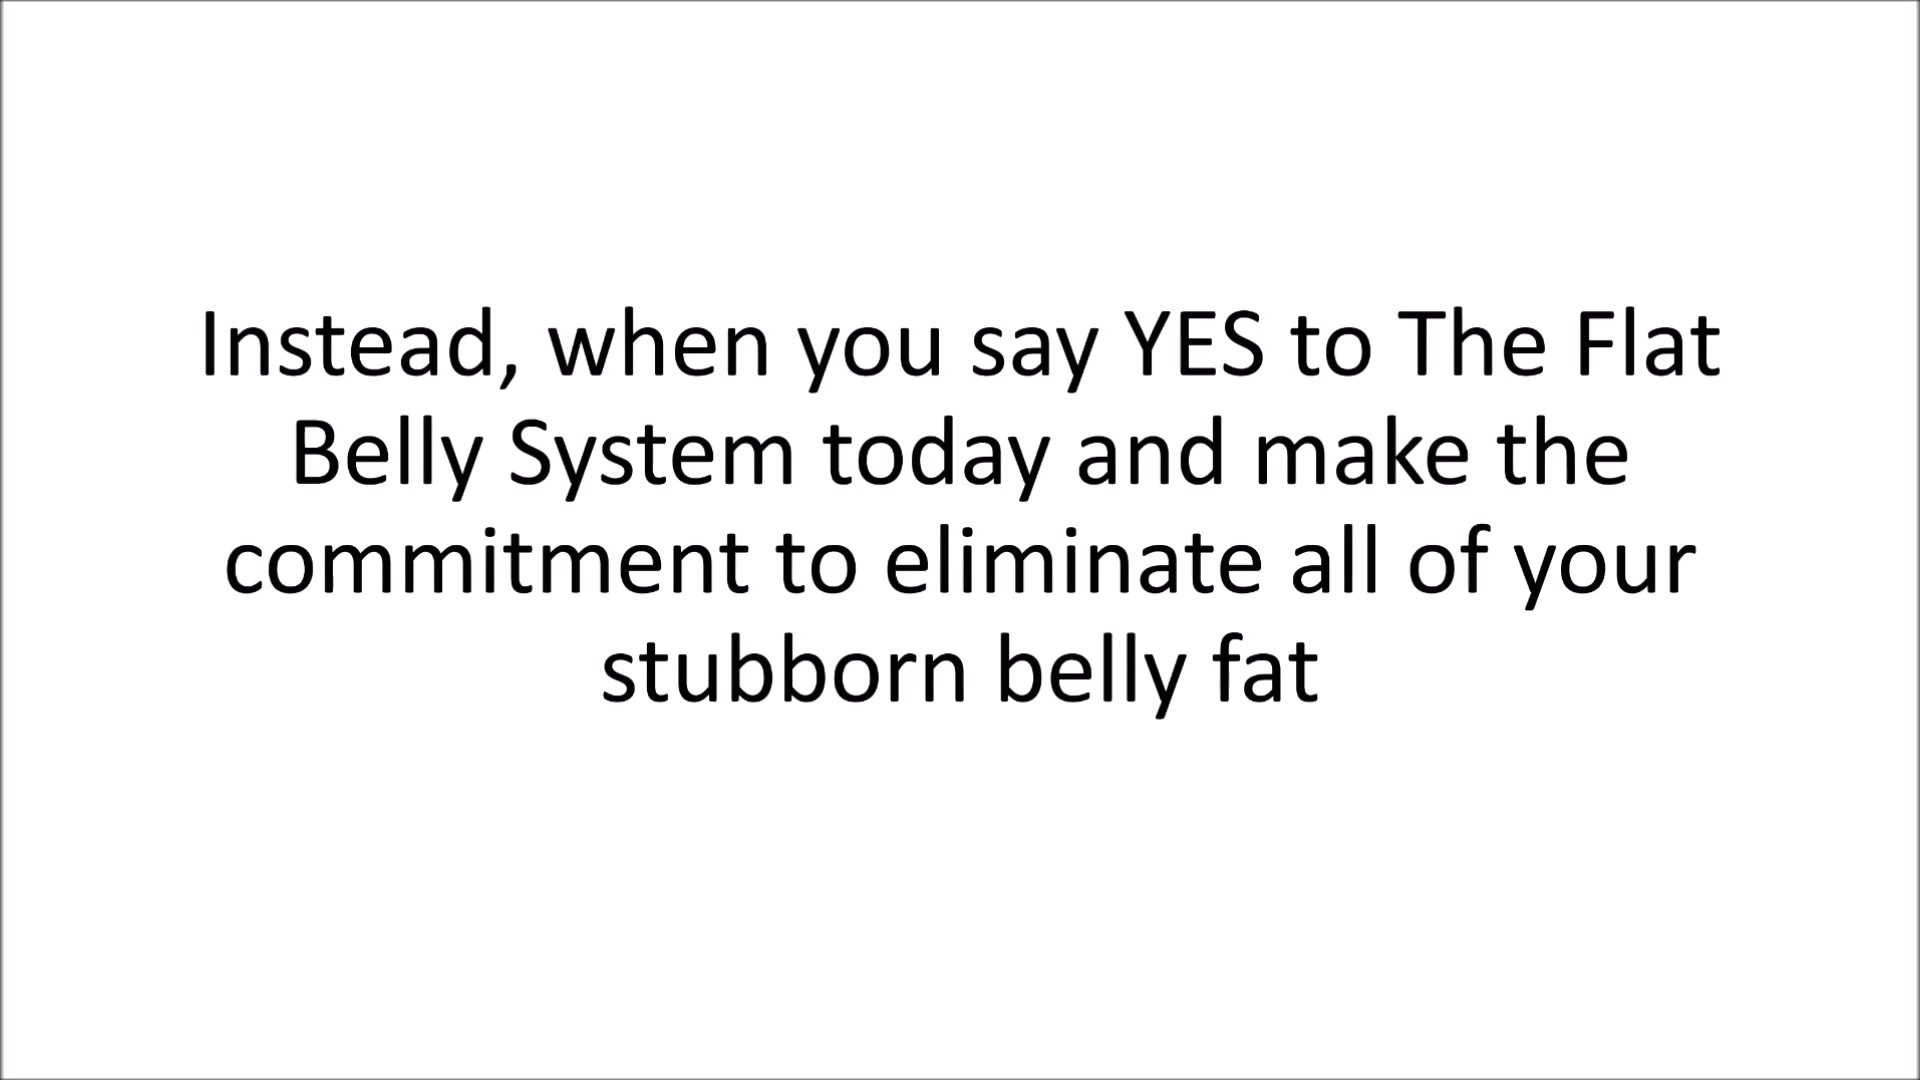 Instead, when you say YES to The Flat
Belly System today and make the
commitment to eliminate all of your
stubborn belly fat